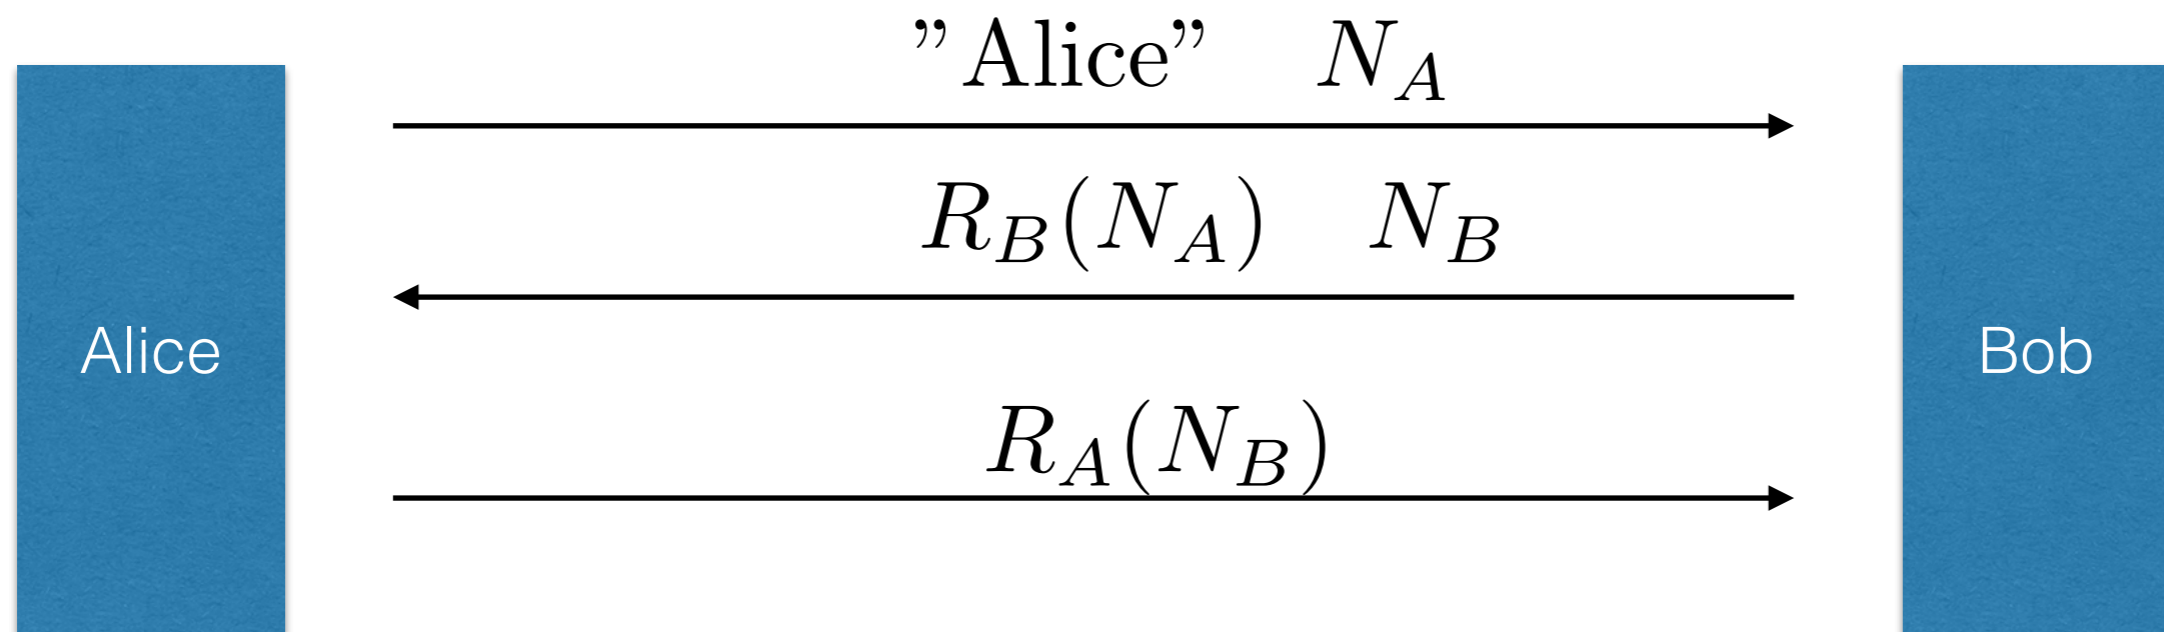 ”Alice” N_A
R_B(N_A) N_B
Alice
Bob
R_A(N_B)